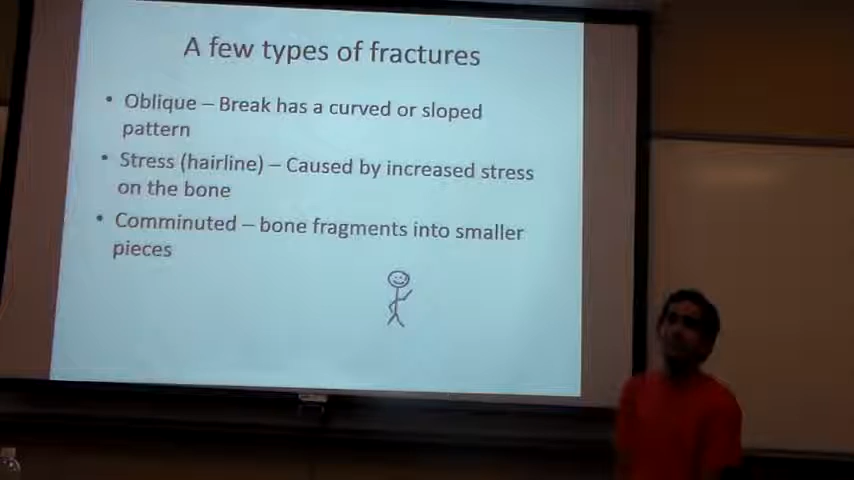 A few types of fractures
• Oblique – Break has a curved or sloped
pattern
• Stress (hairline) – Caused by increased stress
on the bone
• Comminuted – bone fragments into smaller
pieces